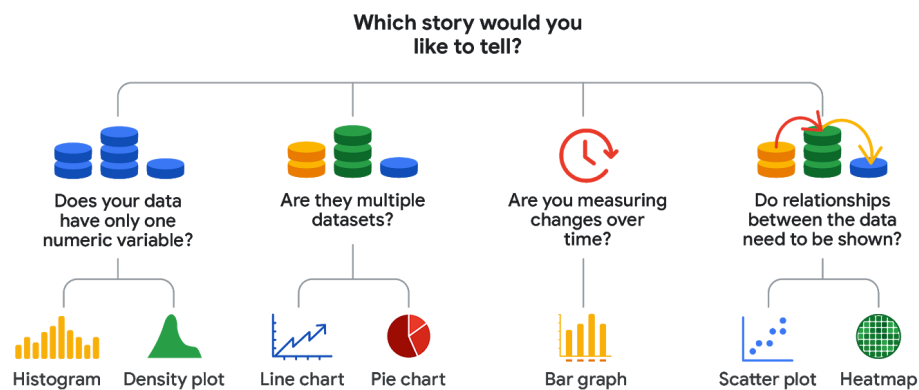 Which story would you
like to tell?
Does your data
have only one
numeric variable?
Are they multiple
datasets?
Are you measuring
changes over
time?
Do relationships
between the data
need to be shown?
Histogram
Density plot
Line chart
Pie chart
Bar graph
Scatter plot
Heatmap